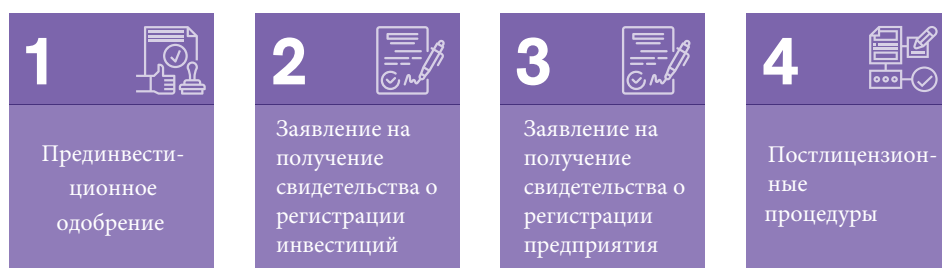 1
Прединвести-
ционное
одобрение
2
Заявление на
получение
свидетельства о
регистрации
инвестиций
3
Заявление на
получение
свидетельства о
регистрации
предприятия
4
Постлицензион-
ные
процедуры